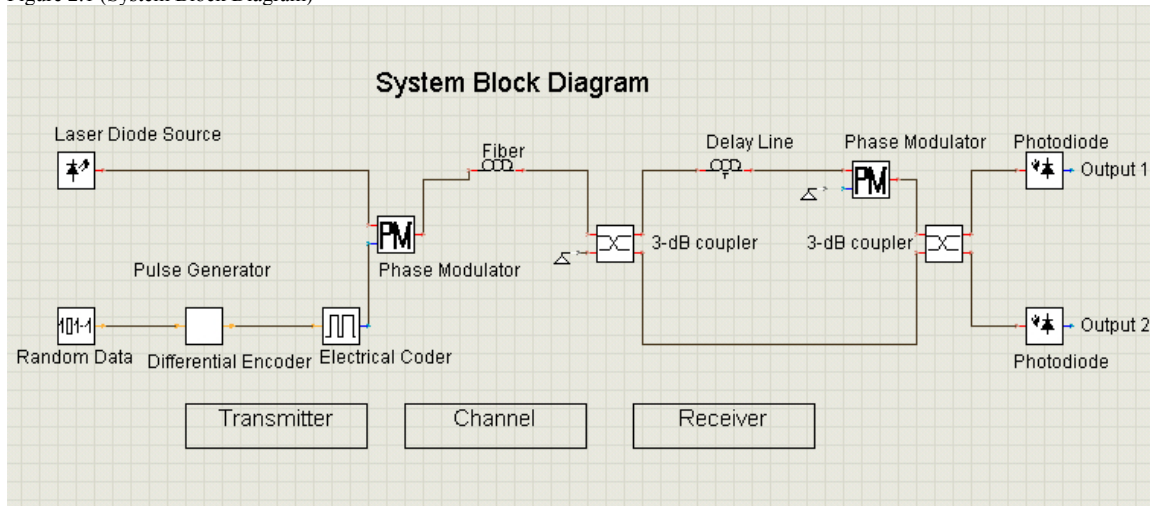 Figure 2.1 (System Block Diagram)
System Block Diagram
Laser Diode Source
Fiber
Delay Line
Phase Modulator
Photodiode
Output 1
PM
PM
3-dB coupler
3-dB coupler
Pulse Generator
Phase Modulator
101-1
Output 2
Random Data
Differential Encoder
Electrical Coder
Photodiode
Transmitter
Channel
Receiver